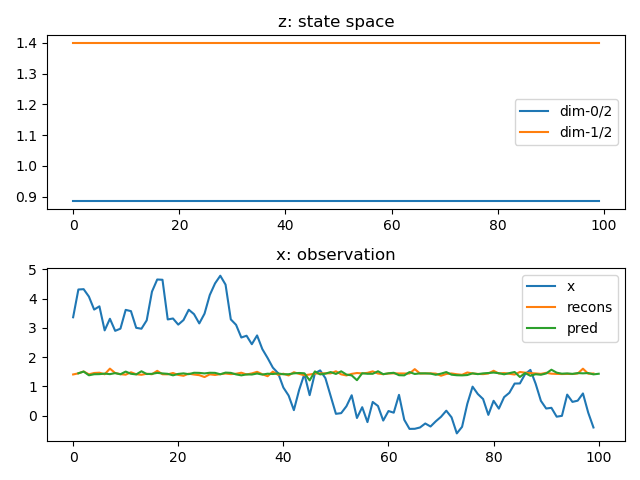 z: state space
1.4
1.3
1.2
1.1
1.0
0.9
dim-0/2
dim-1/2
0 20 40 60 80 100
x: observation
5
4
3
2
1
0
x
recons
pred
0 20 40 60 80 100